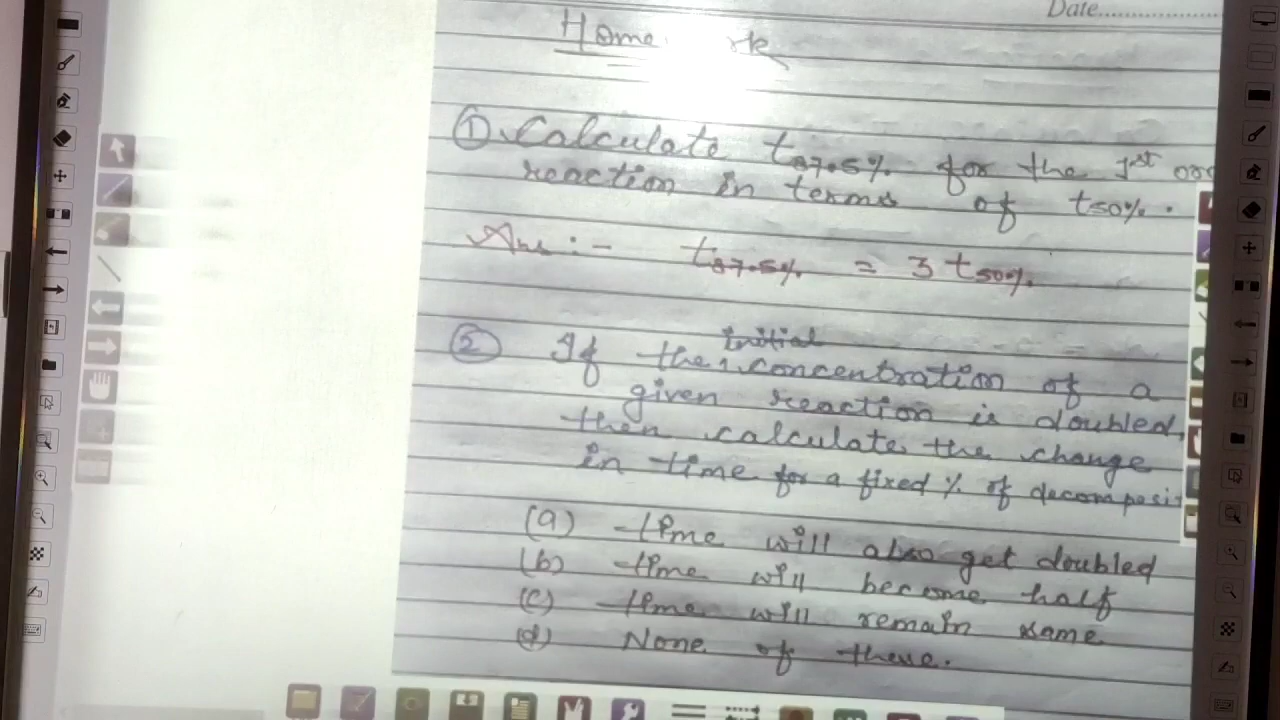 Date
Home rk
① Calculate t87.5% for the 1st
reaction in terms of t50%.
Ans :- t87.5% = 3 t50%.
② If the initial concentration of a
given reaction is doubled,
then calculate the change
in time for a fixed % of decomposi
(a) time will also get doubled
(b) time will become half
(c) time will remain same
(d) None of these.